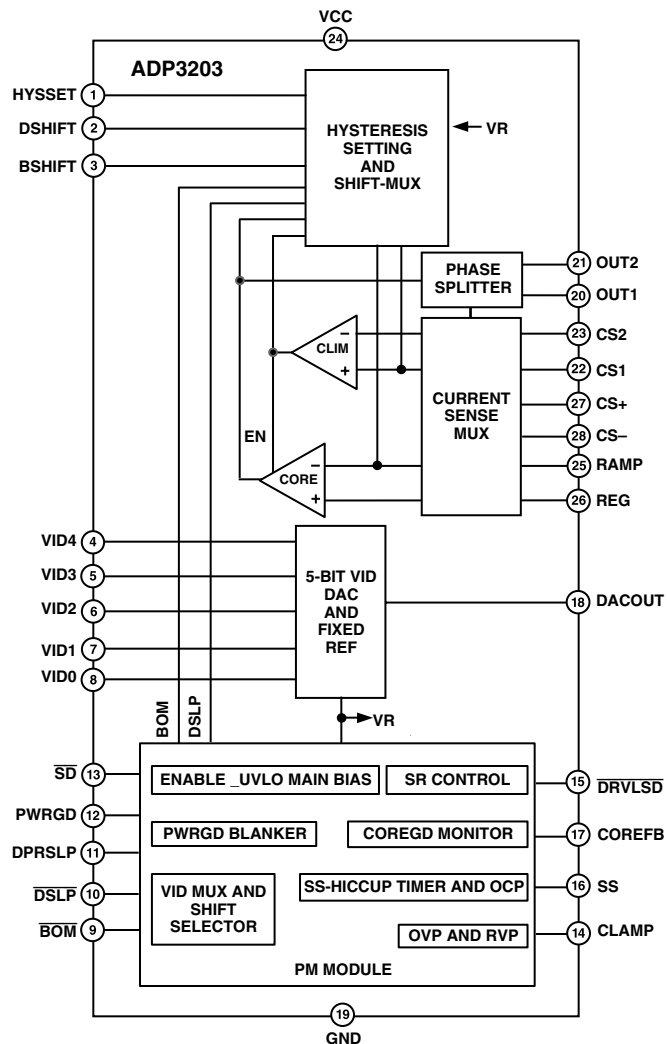 VCC
24
ADP3203
HYSSET 1
DSHIFT 2
BSHIFT 3
HYSTERESIS
SETTING
AND
SHIFT-MUX
VR
PHASE
SPLITTER
21 OUT2
20 OUT1
23 CS2
22 CS1
27 CS+
28 CS–
25 RAMP
26 REG
CURRENT
SENSE
MUX
–
CLIM
+
EN
–
CORE
+
VID4 4
VID3 5
VID2 6
VID1 7
VID0 8
5-BIT VID
DAC
AND
FIXED
REF
18 DACOUT
BOM
DSLP
VR
SD 13
PWRGD 12
DPRSLP 11
DSLP 10
BOM 9
ENABLE _UVLO MAIN BIAS
SR CONTROL
PWRGD BLANKER
COREGD MONITOR
VID MUX AND
SHIFT
SELECTOR
SS-HICCUP TIMER AND OCP
OVP AND RVP
PM MODULE
15 DRVLSD
17 COREFB
16 SS
14 CLAMP
19
GND